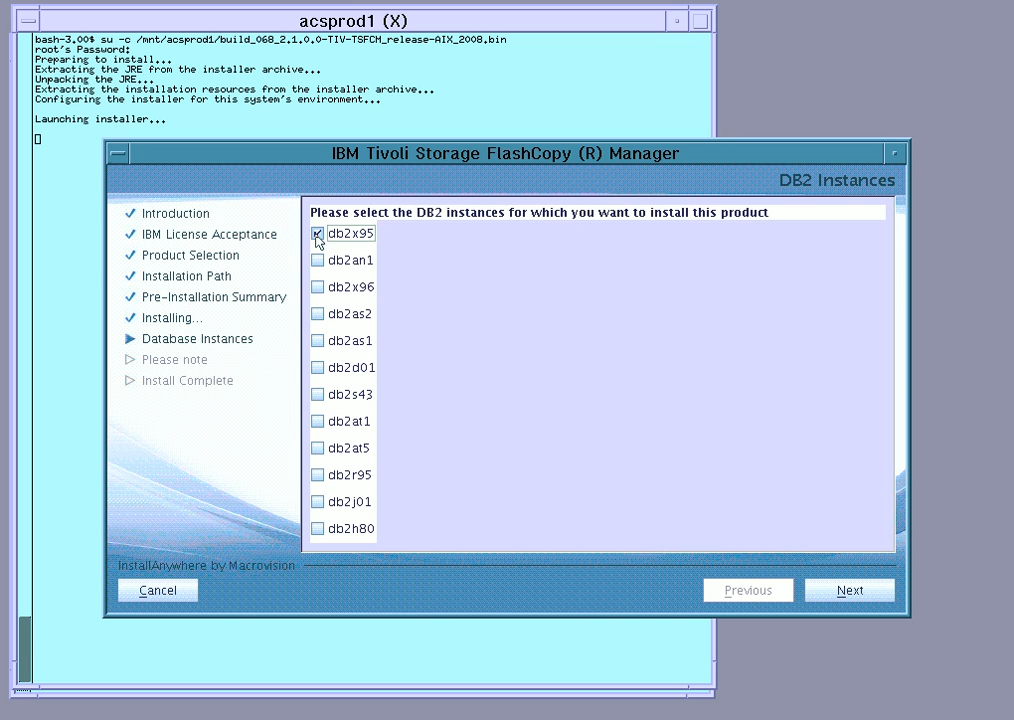 acsprod1 (X)
bash-3.00$ su -c /mnt/acsprod1/build_068_2.1.0.0-TIV-TSFCM_release-AIX_2008.bin
root's Password:
Preparing to install...
Extracting the JRE from the installer archive...
Unpacking the JRE...
Extracting the installation resources from the installer archive...
Configuring the installer for this system's environment...
Launching installer...
IBM Tivoli Storage FlashCopy (R) Manager
DB2 Instances
Introduction
IBM License Acceptance
Product Selection
Installation Path
Pre-Installation Summary
Installing...
Database Instances
Please note
Install Complete
Please select the DB2 instances for which you want to install this product
db2x95
db2an1
db2x96
db2as2
db2as1
db2d01
db2s43
db2at1
db2at5
db2r95
db2j01
db2h80
InstallAnywhere by Macrovision
Cancel
Previous
Next